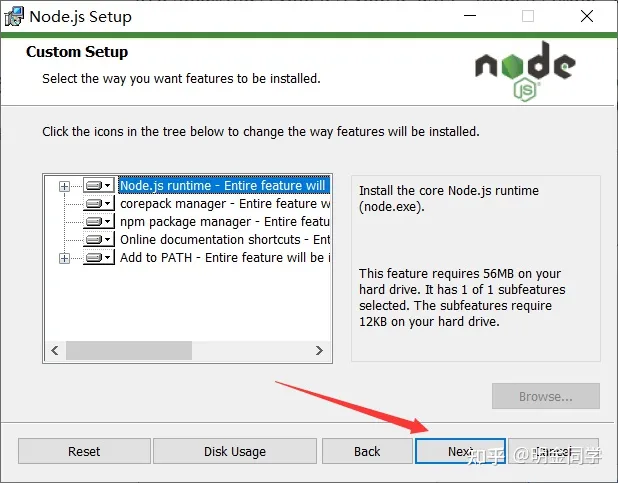 Node.js Setup
Custom Setup
Select the way you want features to be installed.
node
JS
Click the icons in the tree below to change the way features will be installed.
Node.js runtime - Entire feature will
corepack manager - Entire feature w
npm package manager - Entire featu
Online documentation shortcuts - Ent
Add to PATH - Entire feature will be i
Install the core Node.js runtime
(node.exe).
This feature requires 56MB on your
hard drive. It has 1 of 1 subfeatures
selected. The subfeatures require
12KB on your hard drive.
Browse...
Reset
Disk Usage
Back
Next
Cancel
知乎 @明金同学